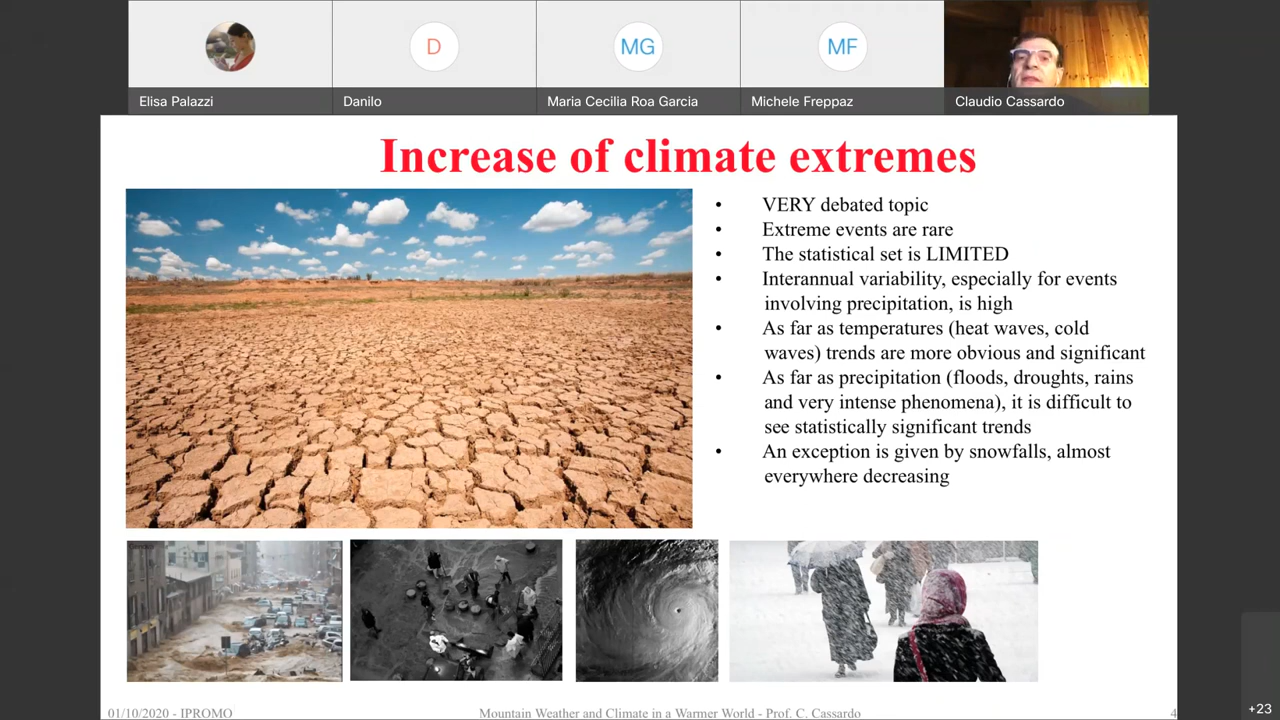 D
MG
MF
Elisa Palazzi
Danilo
Maria Cecilia Roa Garcia
Michele Freppaz
Claudio Cassardo
Increase of climate extremes
• VERY debated topic
• Extreme events are rare
• The statistical set is LIMITED
• Interannual variability, especially for events
involving precipitation, is high
• As far as temperatures (heat waves, cold
waves) trends are more obvious and significant
• As far as precipitation (floods, droughts, rains
and very intense phenomena), it is difficult to
see statistically significant trends
• An exception is given by snowfalls, almost
everywhere decreasing
01/10/2020 - IPROMO
Mountain Weather and Climate in a Warmer World - Prof. C. Cassardo
4
+23